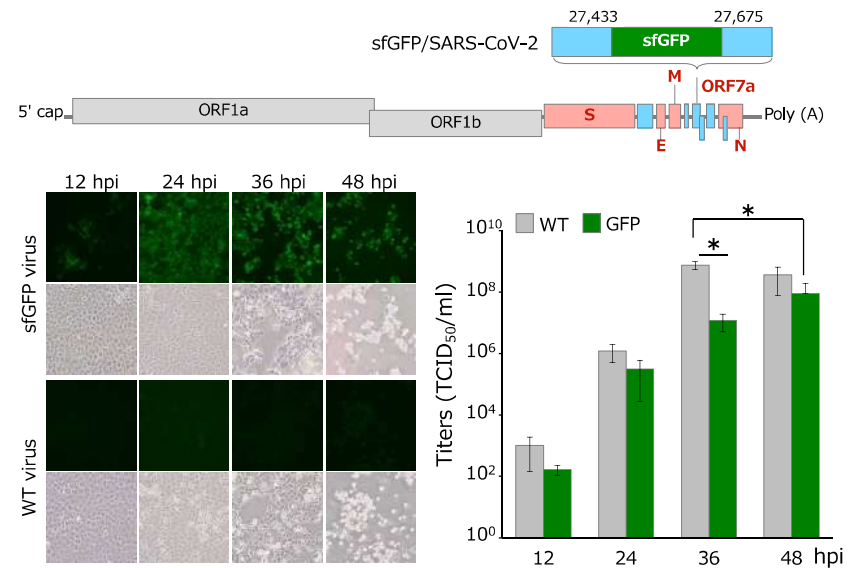 27,433 27,675
sfGFP/SARS-CoV-2 sfGFP
M ORF7a
5' cap ORF1a ORF1b S E N Poly (A)
12 hpi 24 hpi 36 hpi 48 hpi
sfGFP virus
WT virus
WT GFP
* *
Titers (TCID50/ml)
10^10
10^8
10^6
10^4
10^2
10^0
12 24 36 48 hpi